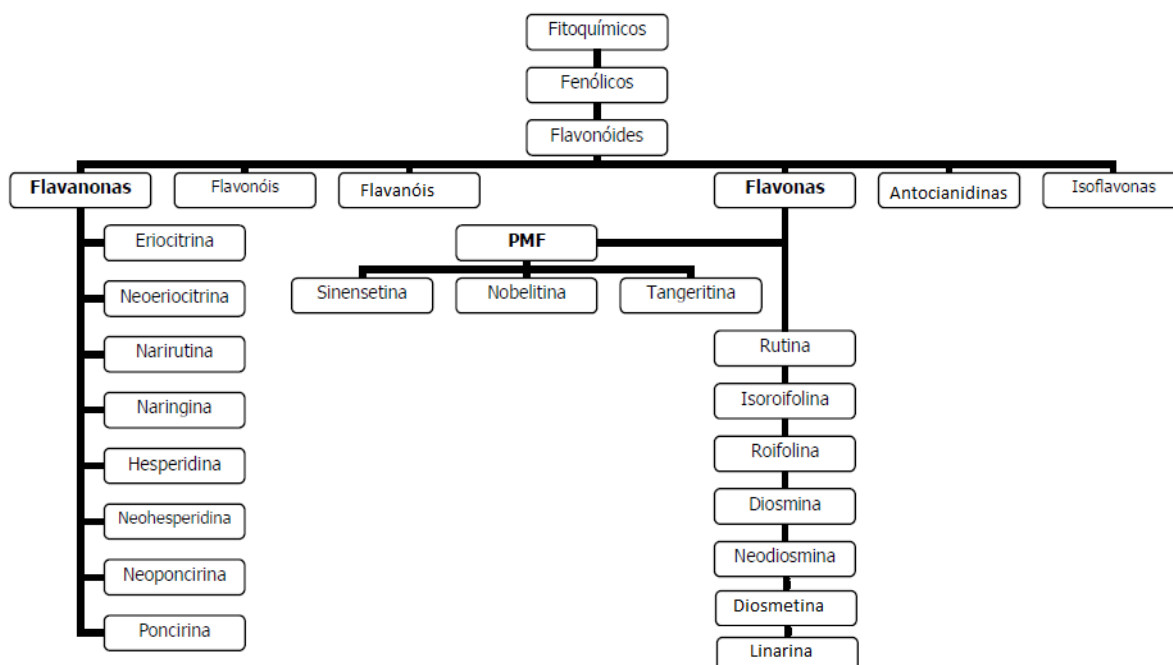 Fitoquímicos
Fenólicos
Flavonóides
Flavanonas
Flavonóis
Flavanóis
Flavonas
Antocianidinas
Isoflavonas
Eriocitrina
Neoeriocitrina
Narirutina
Naringina
Hesperidina
Neohesperidina
Neoponcirina
Poncirina
PMF
Sinensetina
Nobelitina
Tangeritina
Rutina
Isoroifolina
Roifolina
Diosmina
Neodiosmina
Diosmetina
Linarina